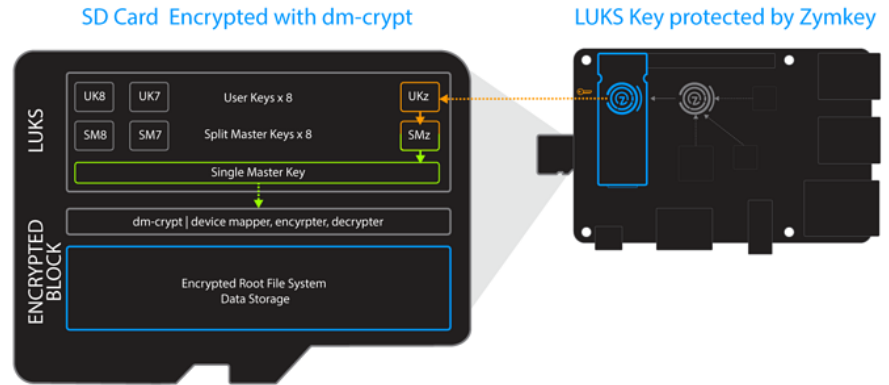 SD Card Encrypted with dm-crypt
LUKS Key protected by Zymkey
LUKS
UK8 UK7 User Keys x 8 UKz
SM8 SM7 Split Master Keys x 8 SMz
Single Master Key
ENCRYPTED
BLOCK
dm-crypt | device mapper, encyrpter, decrypter
Encrypted Root File System
Data Storage